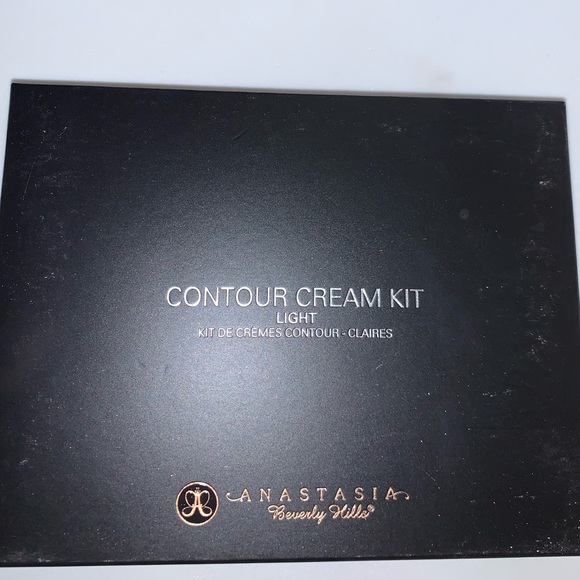 CONTOUR CREAM KIT
LIGHT
KIT DE CRÈMES CONTOUR - CLAIRES
ANASTASIA
Beverly Hills®